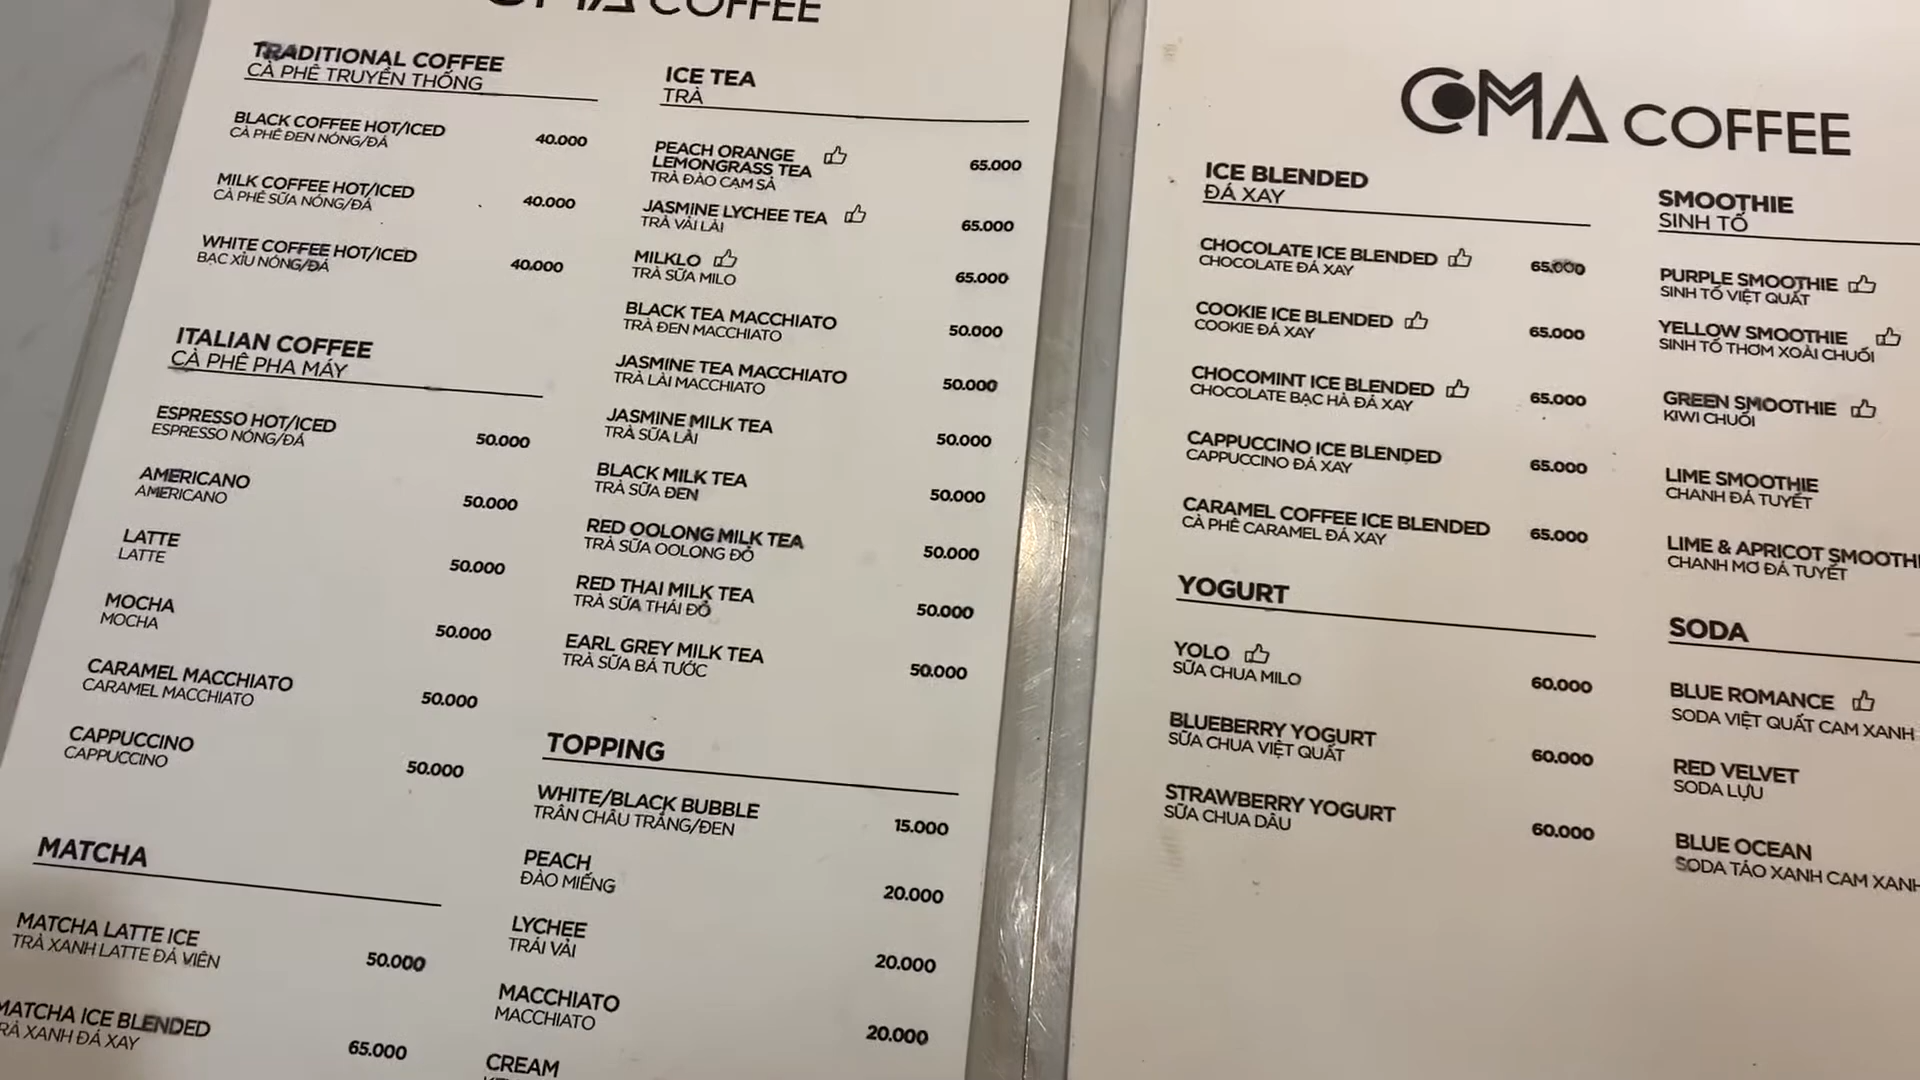 COFFEE
TRADITIONAL COFFEE
CÀ PHÊ TRUYỀN THỐNG
BLACK COFFEE HOT/ICED 40.000
CÀ PHÊ ĐEN NÓNG/ĐÁ
MILK COFFEE HOT/ICED 40.000
CÀ PHÊ SỮA NÓNG/ĐÁ
WHITE COFFEE HOT/ICED 40.000
BẠC XỈU NÓNG/ĐÁ
ITALIAN COFFEE
CÀ PHÊ PHA MÁY
ESPRESSO HOT/ICED 50.000
ESPRESSO NÓNG/ĐÁ
AMERICANO 50.000
AMERICANO
LATTE 50.000
LATTE
MOCHA 50.000
MOCHA
CARAMEL MACCHIATO 50.000
CARAMEL MACCHIATO
CAPPUCCINO 50.000
CAPPUCCINO
MATCHA
MATCHA LATTE ICE 50.000
TRÀ XANH LATTE ĐÁ VIÊN
MATCHA ICE BLENDED 65.000
TRÀ XANH ĐÁ XAY
ICE TEA
TRÀ
PEACH ORANGE
LEMONGRASS TEA 65.000
TRÀ ĐÀO CAM SẢ
JASMINE LYCHEE TEA 65.000
TRÀ VẢI LÀI
MILKLO 65.000
TRÀ SỮA MILO
BLACK TEA MACCHIATO 50.000
TRÀ ĐEN MACCHIATO
JASMINE TEA MACCHIATO 50.000
TRÀ LÀI MACCHIATO
JASMINE MILK TEA 50.000
TRÀ SỮA LÀI
BLACK MILK TEA 50.000
TRÀ SỮA ĐEN
RED OOLONG MILK TEA 50.000
TRÀ SỮA OOLONG ĐỎ
RED THAI MILK TEA 50.000
TRÀ SỮA THÁI ĐỎ
EARL GREY MILK TEA 50.000
TRÀ SỮA BÁ TƯỚC
TOPPING
WHITE/BLACK BUBBLE 15.000
TRÂN CHÂU TRẮNG/ĐEN
PEACH 20.000
ĐÀO MIẾNG
LYCHEE 20.000
TRÁI VẢI
MACCHIATO 20.000
MACCHIATO
CREAM
COMA COFFEE
ICE BLENDED
ĐÁ XAY
CHOCOLATE ICE BLENDED 65.000
CHOCOLATE ĐÁ XAY
COOKIE ICE BLENDED 65.000
COOKIE ĐÁ XAY
CHOCOMINT ICE BLENDED 65.000
CHOCOLATE BẠC HÀ ĐÁ XAY
CAPPUCCINO ICE BLENDED 65.000
CAPPUCCINO ĐÁ XAY
CARAMEL COFFEE ICE BLENDED 65.000
CÀ PHÊ CARAMEL ĐÁ XAY
YOGURT
YOLO 60.000
SỮA CHUA MILO
BLUEBERRY YOGURT 60.000
SỮA CHUA VIỆT QUẤT
STRAWBERRY YOGURT 60.000
SỮA CHUA DÂU
SMOOTHIE
SINH TỐ
PURPLE SMOOTHIE
SINH TỐ VIỆT QUẤT
YELLOW SMOOTHIE
SINH TỐ THƠM XOÀI CHUỐI
GREEN SMOOTHIE
KIWI CHUỐI
LIME SMOOTHIE
CHANH ĐÁ TUYẾT
LIME & APRICOT SMOOTHI
CHANH MƠ ĐÁ TUYẾT
SODA
BLUE ROMANCE
SODA VIỆT QUẤT CAM XANH
RED VELVET
SODA LỰU
BLUE OCEAN
SODA TÁO XANH CAM XANH